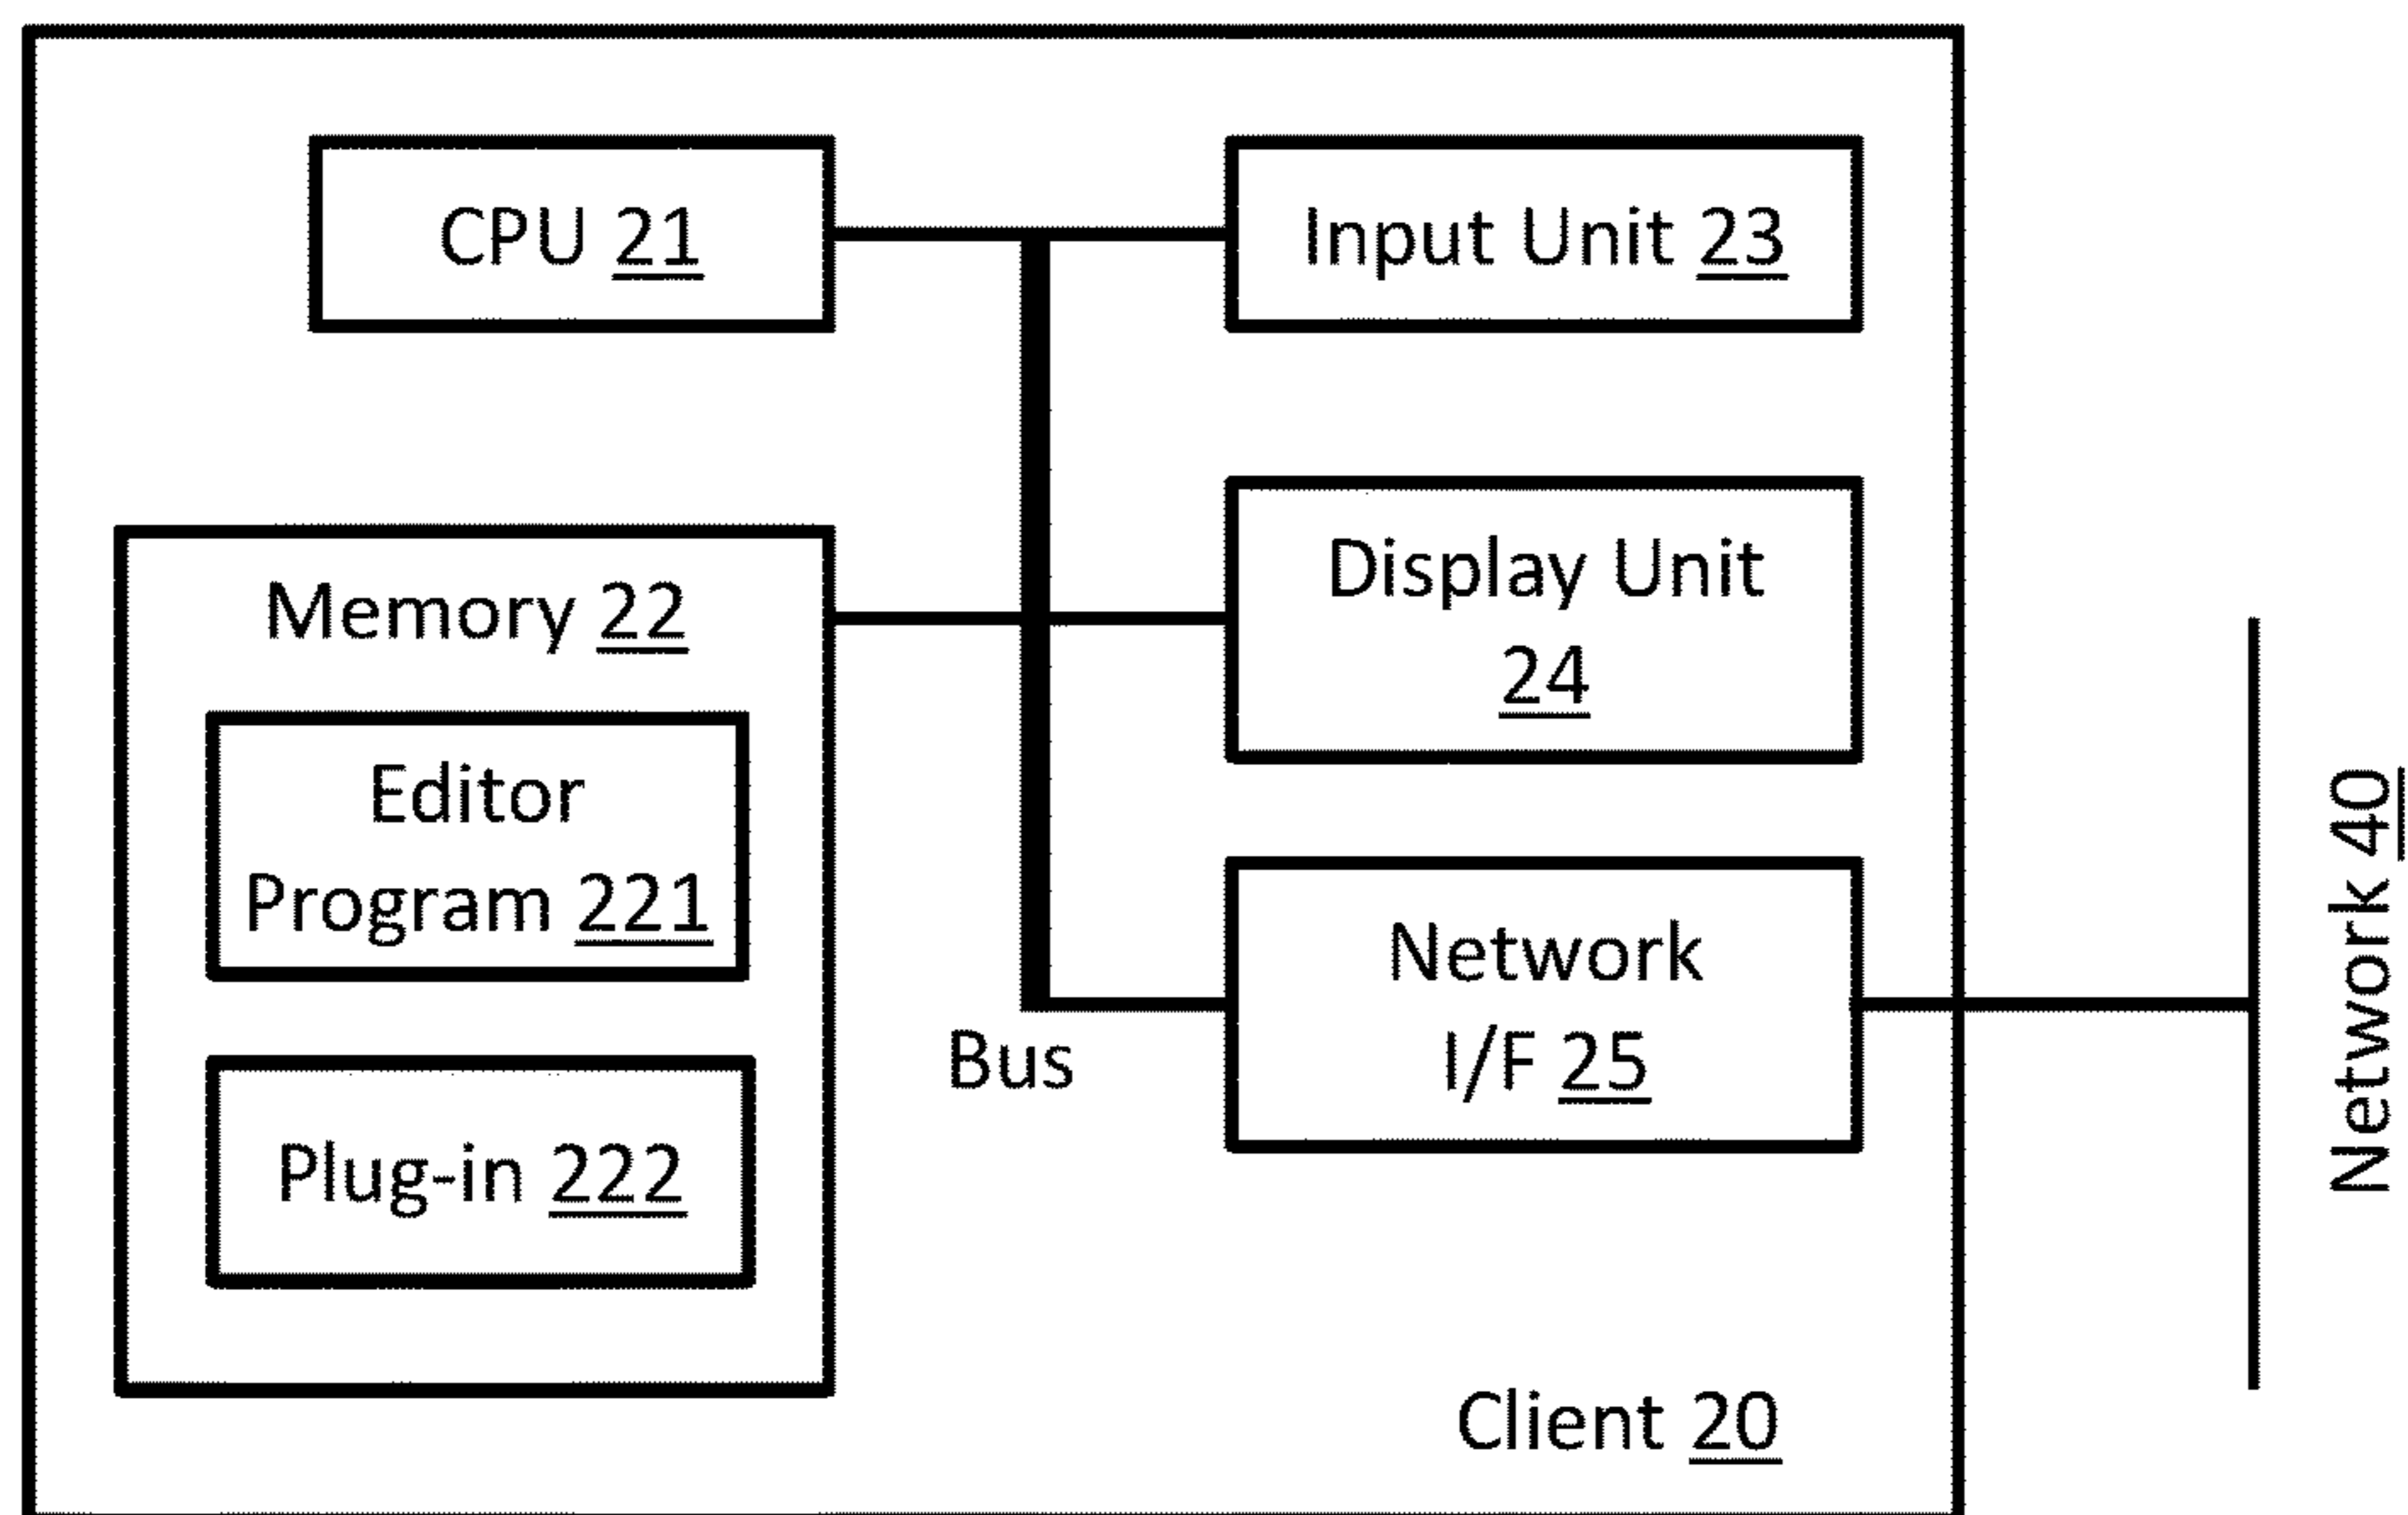 CPU 21
Input Unit 23
Memory 22
Editor
Program 221
Plug-in 222
Display Unit
24
Bus
Network
I/F 25
Client 20
Network 40